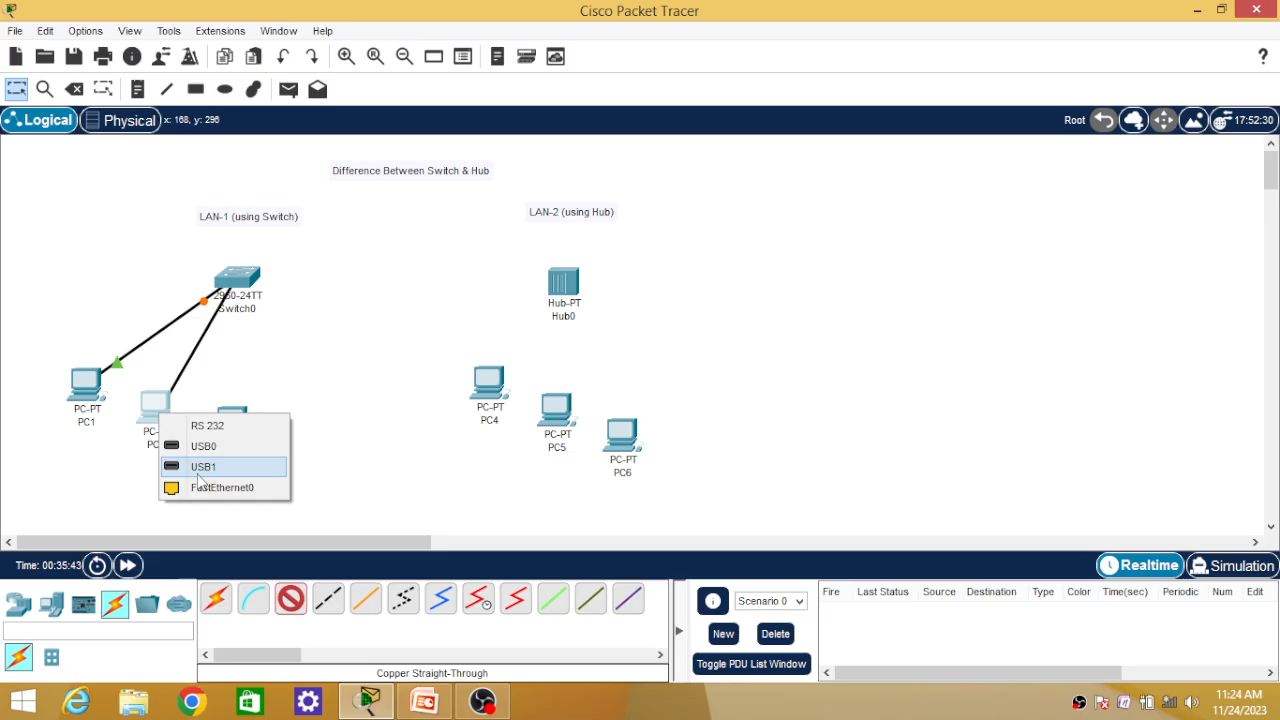 Cisco Packet Tracer
File Edit Options View Tools Extensions Window Help
Logical Physical x: 168, y: 296 Root 17:52:30
Difference Between Switch & Hub
LAN-1 (using Switch)
LAN-2 (using Hub)
2950-24TT
Switch0
Hub-PT
Hub0
PC-PT
PC1
PC-
PC
RS 232
USB0
USB1
FastEthernet0
PC-PT
PC4
PC-PT
PC5
PC-PT
PC6
Time: 00:35:43 Realtime Simulation
Scenario 0
New Delete
Toggle PDU List Window
Fire Last Status Source Destination Type Color Time(sec) Periodic Num Edit
Copper Straight-Through
11:24 AM
11/24/2023